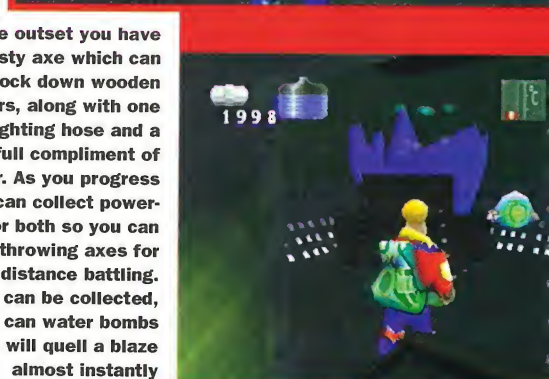 e outset you have
sty axe which can
ock down wooden
rs, along with one
ghting hose and a
full compliment of
r. As you progress
can collect power-
or both so you can
throwing axes for
distance battling.
can be collected,
can water bombs
will quell a blaze
almost instantly
1998
°C